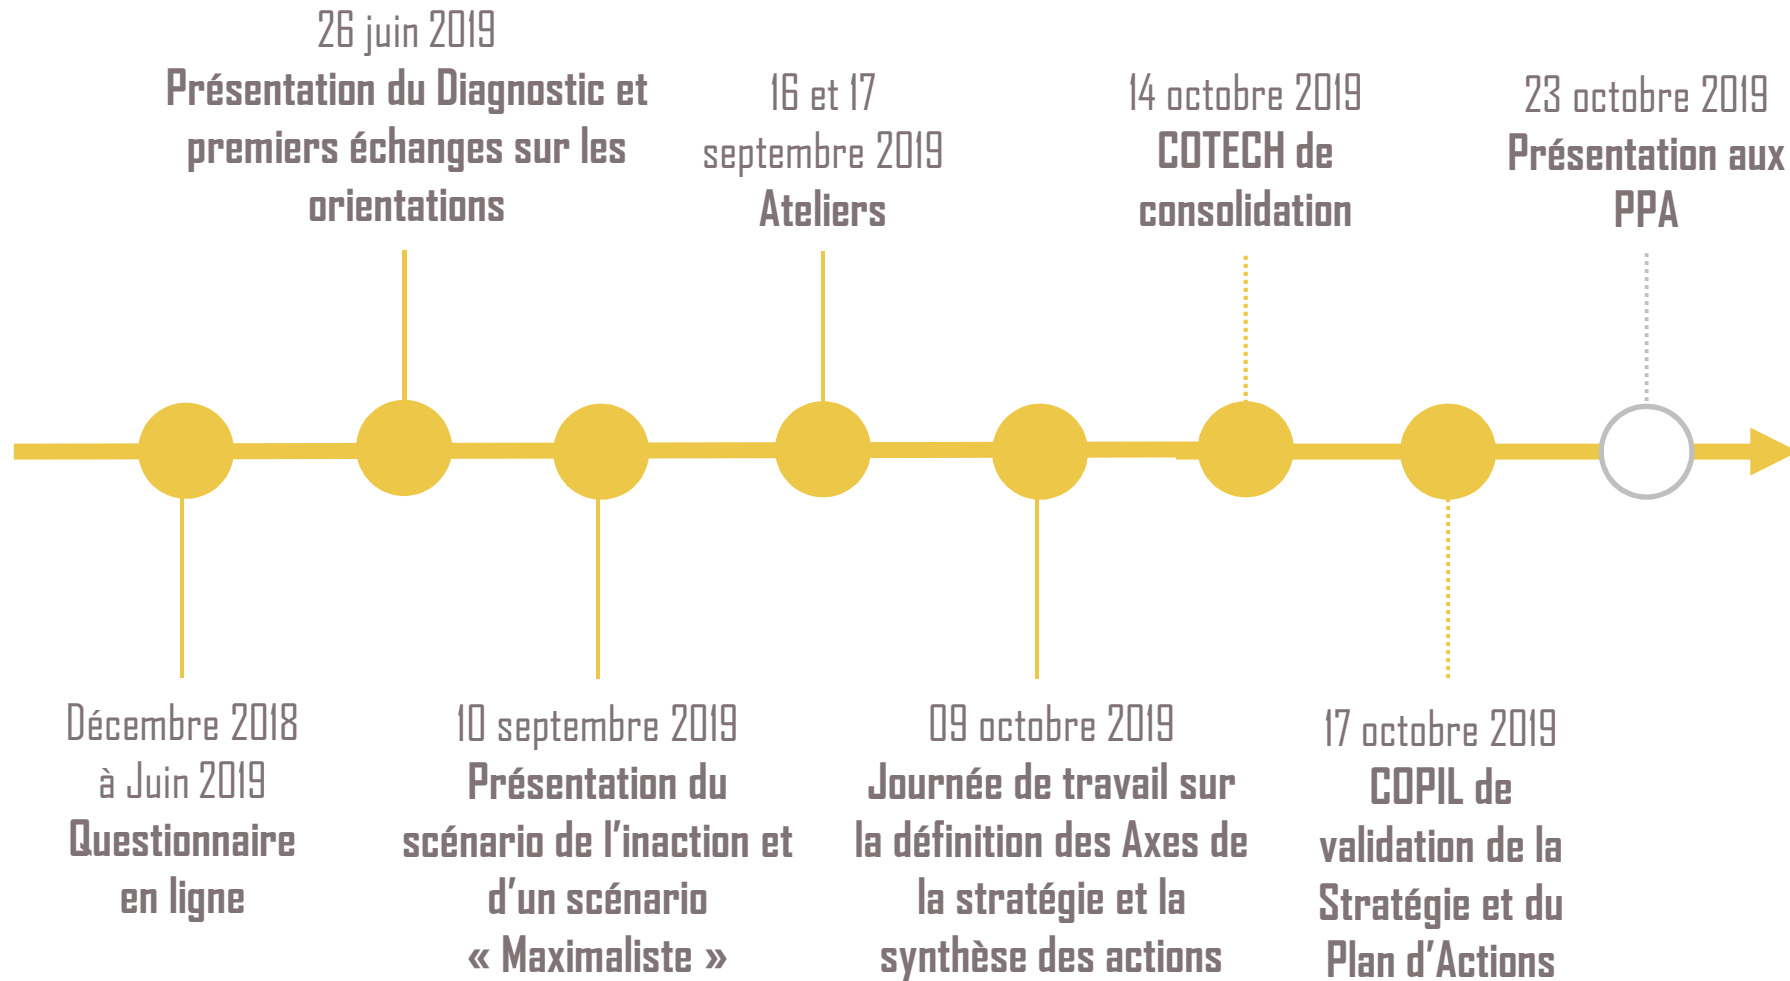 26 juin 2019
Présentation du Diagnostic et
premiers échanges sur les
orientations
16 et 17
septembre 2019
Ateliers
14 octobre 2019
COTECH de
consolidation
23 octobre 2019
Présentation aux
PPA
Décembre 2018
à Juin 2019
Questionnaire
en ligne
10 septembre 2019
Présentation du
scénario de l'inaction et
d'un scénario
« Maximaliste »
09 octobre 2019
Journée de travail sur
la définition des Axes de
la stratégie et la
synthèse des actions
17 octobre 2019
COPIL de
validation de la
Stratégie et du
Plan d'Actions